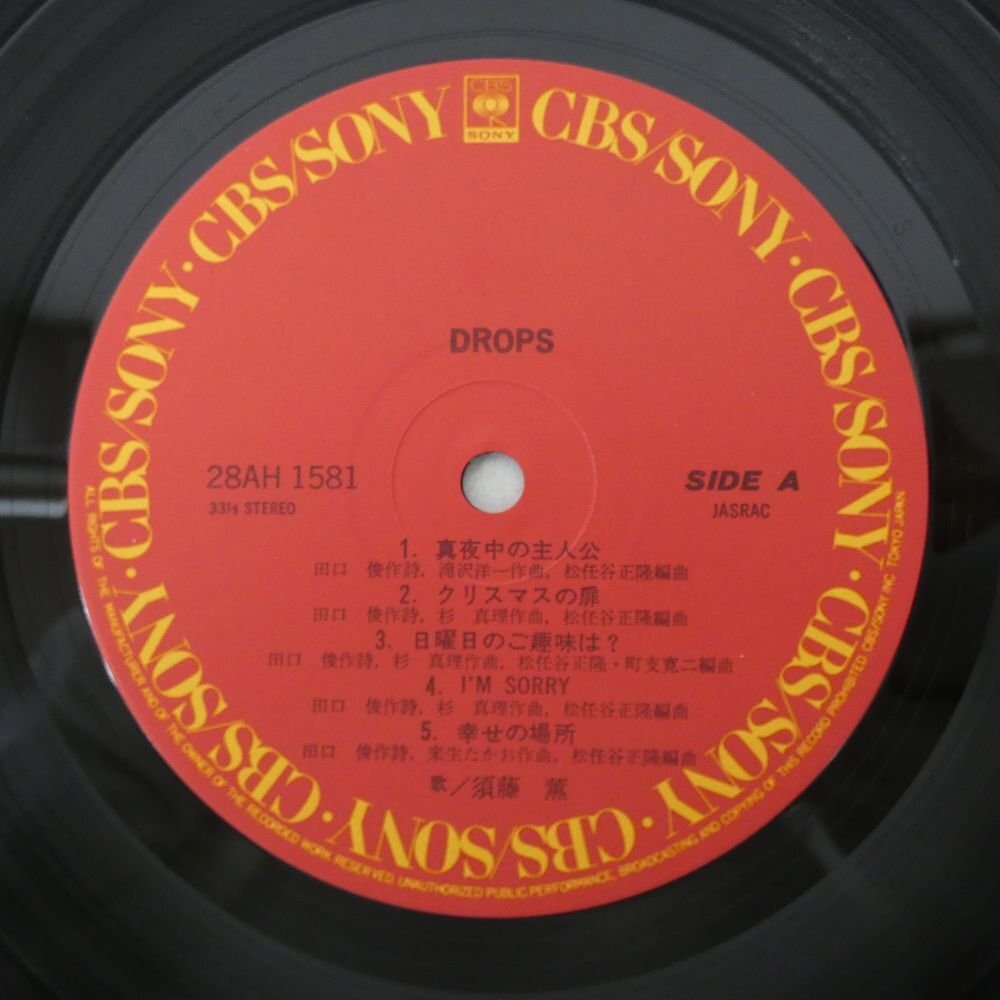 CBS
SONY
CBS/SONY · CBS/SONY · CBS/SONY · CBS/SONY · CBS/SONY · CBS/SONY · CBS/SONY · CBS/SONY · CBS/SONY
DROPS
28AH 1581
33⅓ STEREO
SIDE A
JASRAC
1. 真夜中の主人公
田口 俊作詩, 滝沢洋一作曲, 松任谷正隆編曲
2. クリスマスの扉
田口 俊作詩, 杉 真理作曲, 松任谷正隆編曲
3. 日曜日のご趣味は?
田口 俊作詩, 杉 真理作曲, 松任谷正隆・町支寛二編曲
4. I'M SORRY
田口 俊作詩, 杉 真理作曲, 松任谷正隆編曲
5. 幸せの場所
田口 俊作詩, 来生たかお作曲, 松任谷正隆編曲
歌/須藤 薫
ALL RIGHTS OF THE MANUFACTURER AND OF THE OWNER OF THE RECORDED WORK RESERVED UNAUTHORIZED PUBLIC PERFORMANCE, BROADCASTING AND COPYING OF THIS RECORD PROHIBITED CBS/SONY INC TOKYO JAPAN